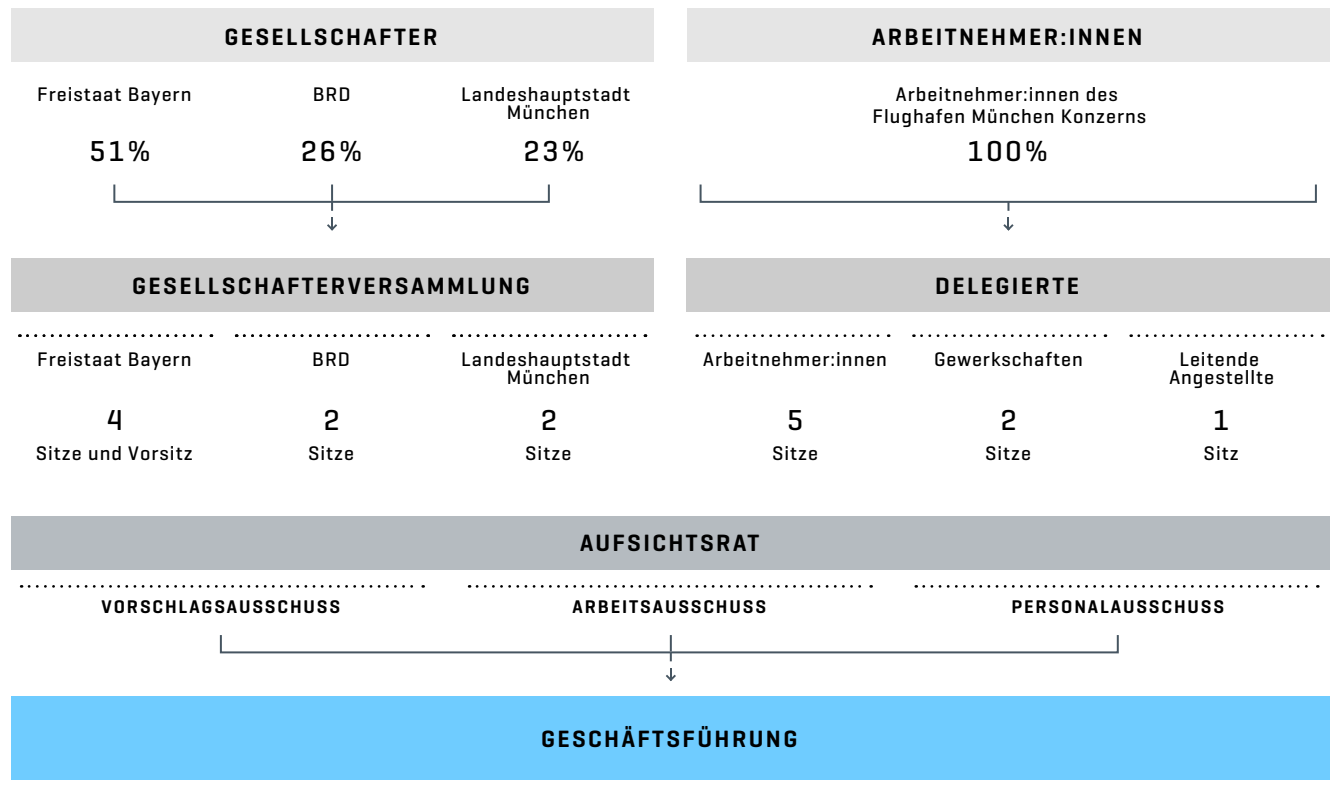 GESELLSCHAFTER
Freistaat Bayern
51%
BRD
26%
Landeshauptstadt
München
23%
ARBEITNEHMER:INNEN
Arbeitnehmer:innen des
Flughafen München Konzerns
100%
GESELLSCHAFTERVERSAMMLUNG
Freistaat Bayern
4
Sitze und Vorsitz
BRD
2
Sitze
Landeshauptstadt
München
2
Sitze
DELEGIERTE
Arbeitnehmer:innen
5
Sitze
Gewerkschaften
2
Sitze
Leitende
Angestellte
1
Sitz
AUFSICHTSRAT
VORSCHLAGSAUSSCHUSS
ARBEITSAUSSCHUSS
PERSONALAUSSCHUSS
GESCHÄFTSFÜHRUNG